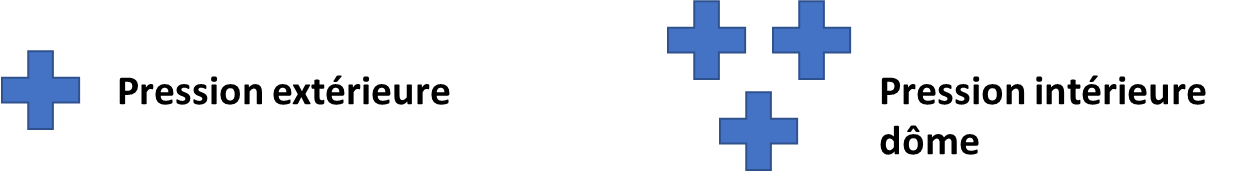 Pression extérieure
Pression intérieure
dôme